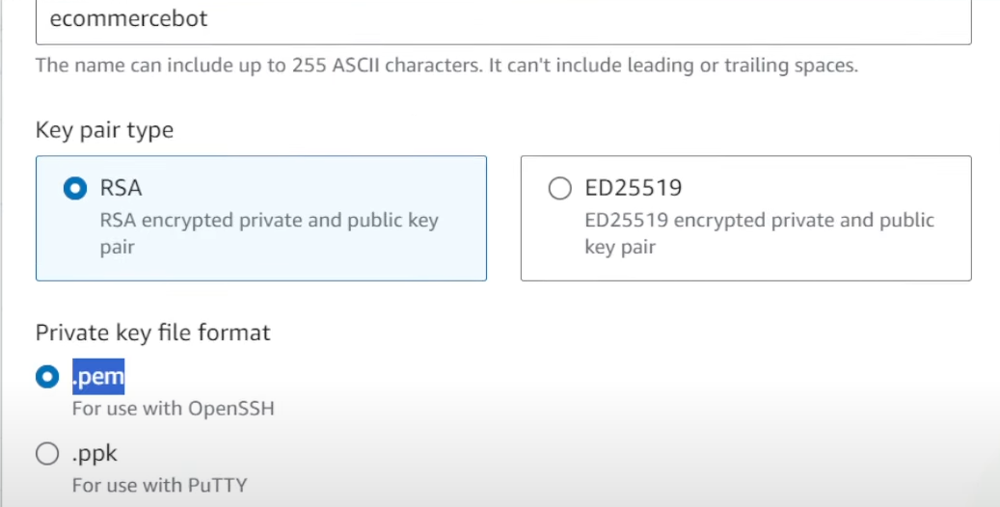 ecommercebot
The name can include up to 255 ASCII characters. It can't include leading or trailing spaces.
Key pair type
RSA
RSA encrypted private and public key
pair
ED25519
ED25519 encrypted private and public
key pair
Private key file format
.pem
For use with OpenSSH
.ppk
For use with PuTTY